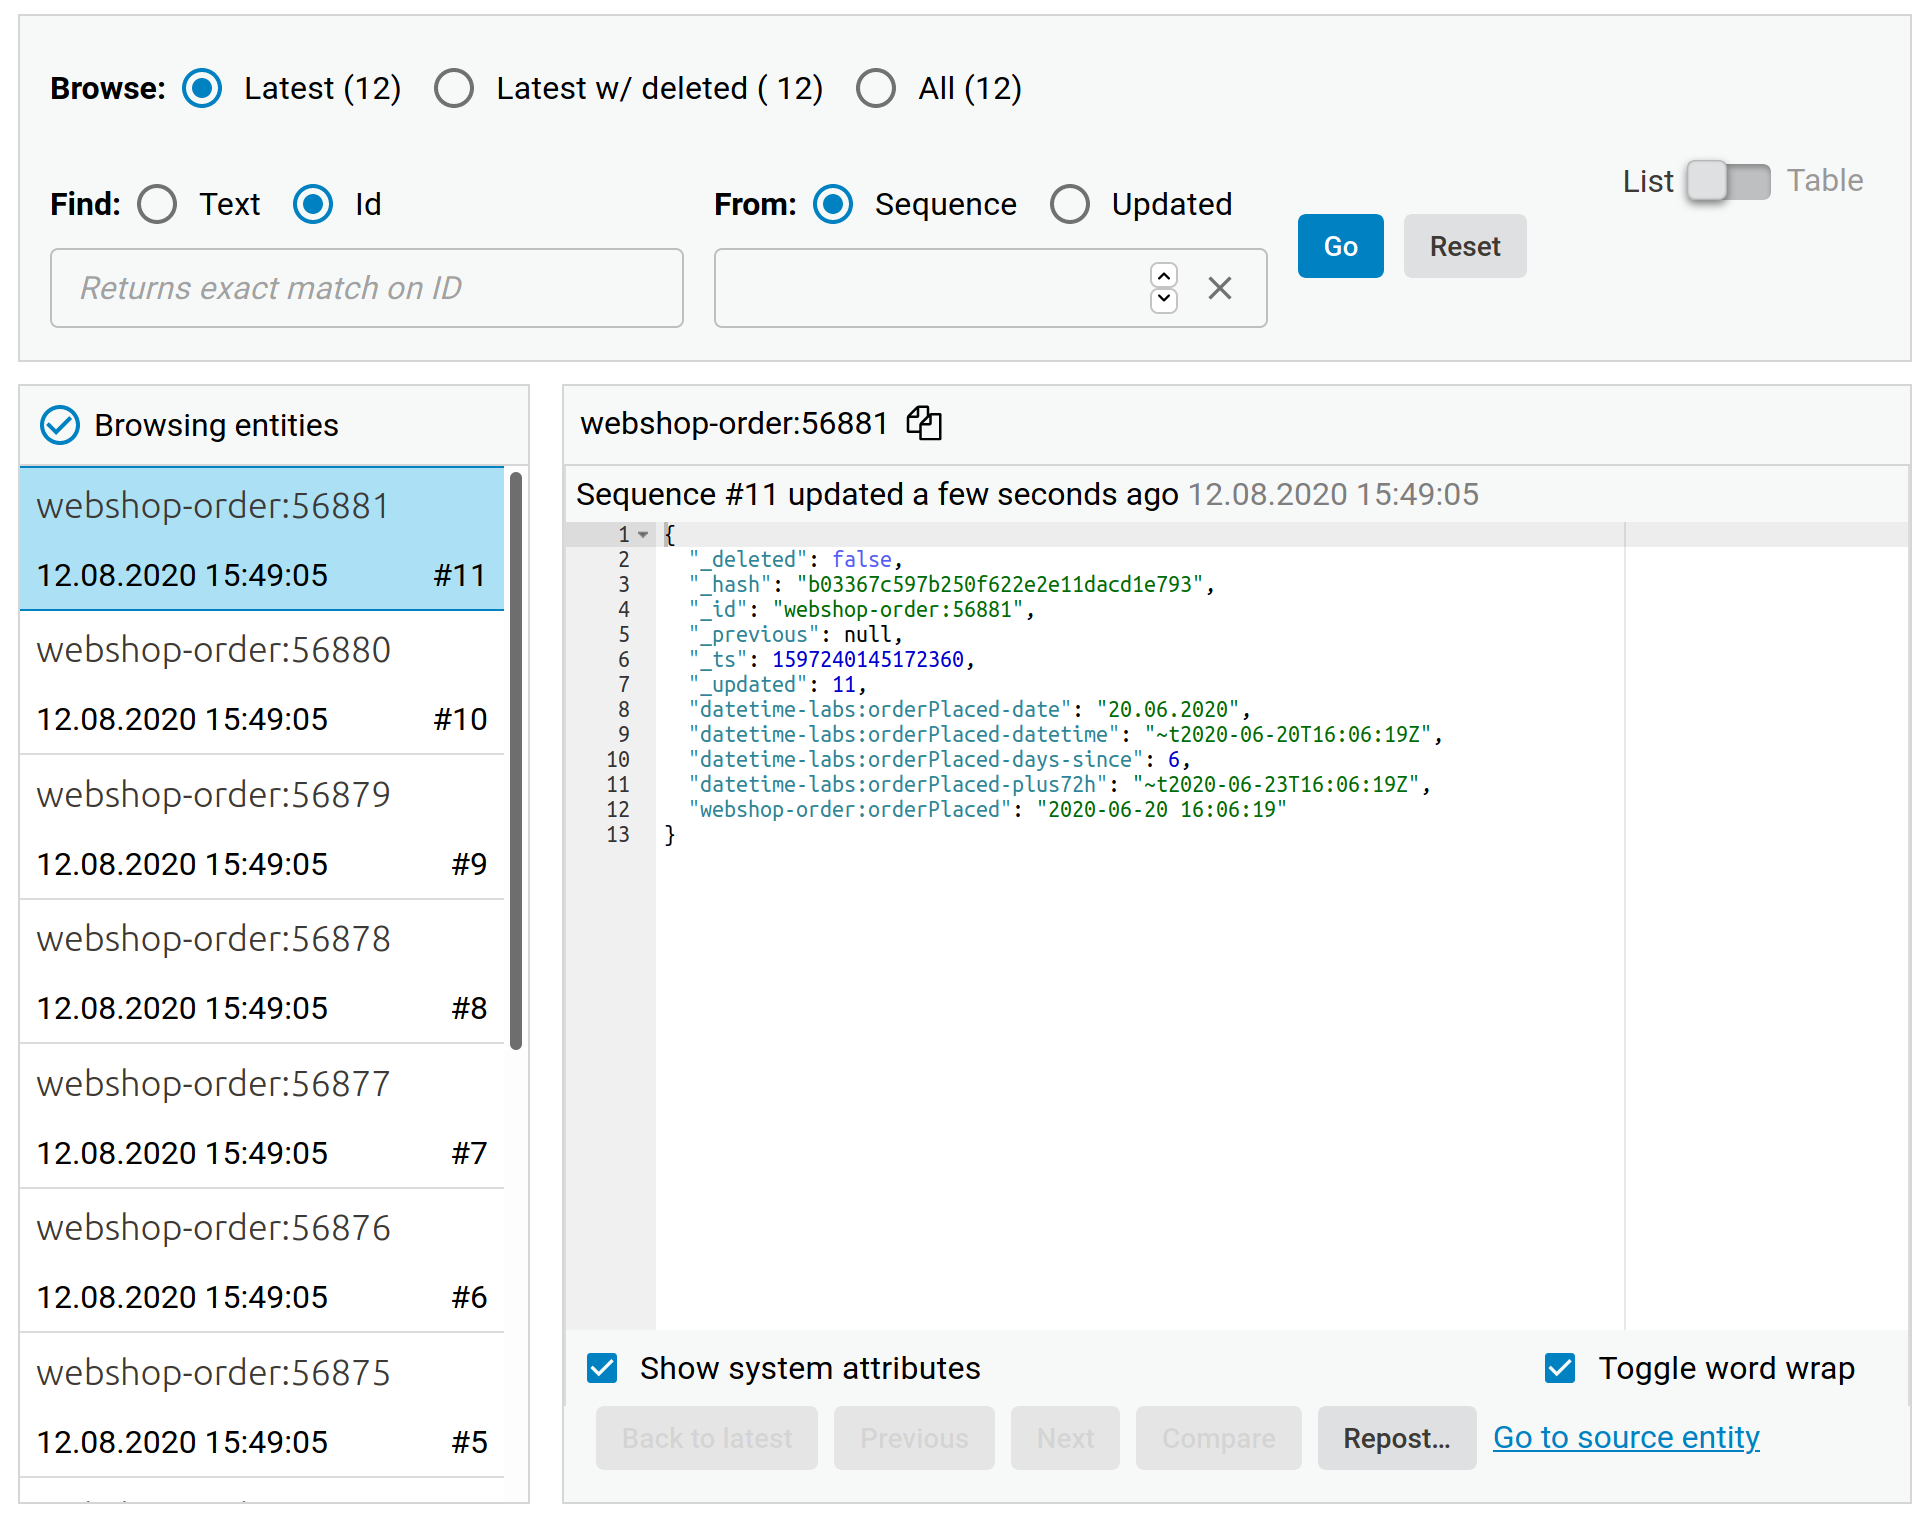 Browse: Latest (12) Latest w/ deleted ( 12) All (12)
List Table
Find: Text Id From: Sequence Updated
Go Reset
Returns exact match on ID
Browsing entities
webshop-order:56881
12.08.2020 15:49:05 #11
webshop-order:56880
12.08.2020 15:49:05 #10
webshop-order:56879
12.08.2020 15:49:05 #9
webshop-order:56878
12.08.2020 15:49:05 #8
webshop-order:56877
12.08.2020 15:49:05 #7
webshop-order:56876
12.08.2020 15:49:05 #6
webshop-order:56875
12.08.2020 15:49:05 #5
webshop-order:56881
Sequence #11 updated a few seconds ago 12.08.2020 15:49:05
1 {
2 "_deleted": false,
3 "_hash": "b03367c597b250f622e2e11dacd1e793",
4 "_id": "webshop-order:56881",
5 "_previous": null,
6 "_ts": 1597240145172360,
7 "_updated": 11,
8 "datetime-labs:orderPlaced-date": "20.06.2020",
9 "datetime-labs:orderPlaced-datetime": "~t2020-06-20T16:06:19Z",
10 "datetime-labs:orderPlaced-days-since": 6,
11 "datetime-labs:orderPlaced-plus72h": "~t2020-06-23T16:06:19Z",
12 "webshop-order:orderPlaced": "2020-06-20 16:06:19"
13 }
Show system attributes Toggle word wrap
Back to latest Previous Next Compare Repost... Go to source entity